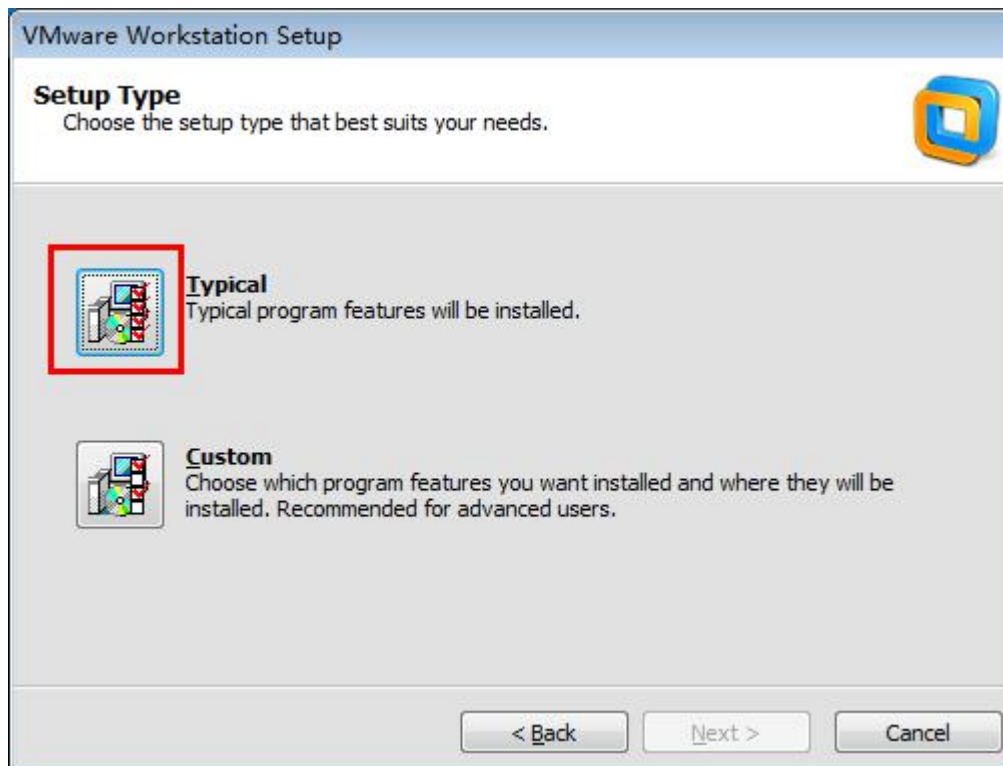 VMware Workstation Setup
Setup Type
Choose the setup type that best suits your needs.
Typical
Typical program features will be installed.
Custom
Choose which program features you want installed and where they will be
installed. Recommended for advanced users.
< Back Next > Cancel